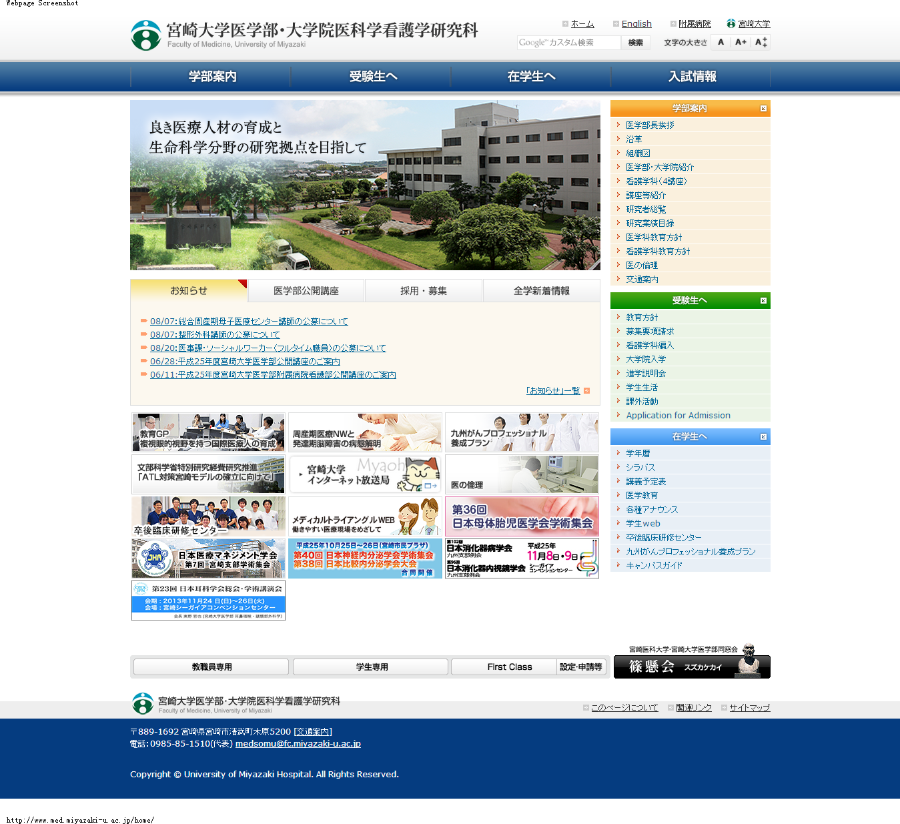 Webpage Screenshot
宮崎大学医学部・大学院医科学看護学研究科
Faculty of Medicine, University of Miyazaki
ホーム
English
附属病院
宮崎大学
Google カスタム検索
検索
文字の大きさ
A A+ A
学部案内
受験生へ
在学生へ
入試情報
良き医療人材の育成と
生命科学分野の研究拠点を目指して
お知らせ
医学部公開講座
採用・募集
全学新着情報
08/07:総合周産期母子医療センター講師の公募について
08/07:整形外科講師の公募について
08/20:医事課・ソーシャルワーカー(フルタイム職員)の公募について
06/28:平成25年度宮崎大学医学部公開講座のご案内
06/11:平成25年度宮崎大学医学部附属病院看護部公開講座のご案内
「お知らせ」一覧
教育GP
複視眼的視野を持つ国際医療人の育成
周産期医療NWと
発達期脳障害の病態解明
九州がんプロフェッショナル
養成プラン
文部科学省特別研究経費研究推進
「ATL対策宮崎モデルの確立に向けて」
Myaoh
宮崎大学
インターネット放送局
医の倫理
卒後臨床研修センター
メディカルトライアングルWEB
働きやすい医療現場をめざして
第36回
日本母体胎児医学会学術集会
日本医療マネジメント学会
第7回 宮崎支部学術集会
平成25年10月25日~26日(宮崎市民プラザ)
第40回 日本神経内分泌学会学術集会
第38回 日本比較内分泌学会大会
合同開催
日本消化器病学会
九州支部例会
日本消化器内視鏡学会
九州支部例会
平成25年
11月8日・9日
シーガイア
コンベンションセンター
第23回 日本耳科学会総会・学術講演会
会期:2013年11月24日(日)~26日(火)
会場:宮崎シーガイアコンベンションセンター
学部案内
医学部長挨拶
沿革
組織図
医学部・大学院紹介
看護学科(4講座)
講座等紹介
研究者総覧
研究業績目録
医学科教育方針
看護学科教育方針
医の倫理
交通案内
受験生へ
教育方針
募集要項請求
看護学科編入
大学院入学
進学説明会
学生生活
課外活動
Application for Admission
在学生へ
学年暦
シラバス
講義予定表
医学教育
各種アナウンス
学生web
卒後臨床研修センター
九州がんプロフェッショナル養成プラン
キャンパスガイド
教職員専用
学生専用
First Class
設定・申請等
宮崎医科大学・宮崎大学医学部同窓会
篠懸会 スズカケカイ
宮崎大学医学部・大学院医科学看護学研究科
Faculty of Medicine, University of Miyazaki
このページについて
関連リンク
サイトマップ
〒889-1692 宮崎県宮崎市清武町木原5200 [交通案内]
電話:0985-85-1510(代表) medsomu@fc.miyazaki-u.ac.jp
Copyright © University of Miyazaki Hospital. All Rights Reserved.
http://www.med.miyazaki-u.ac.jp/home/